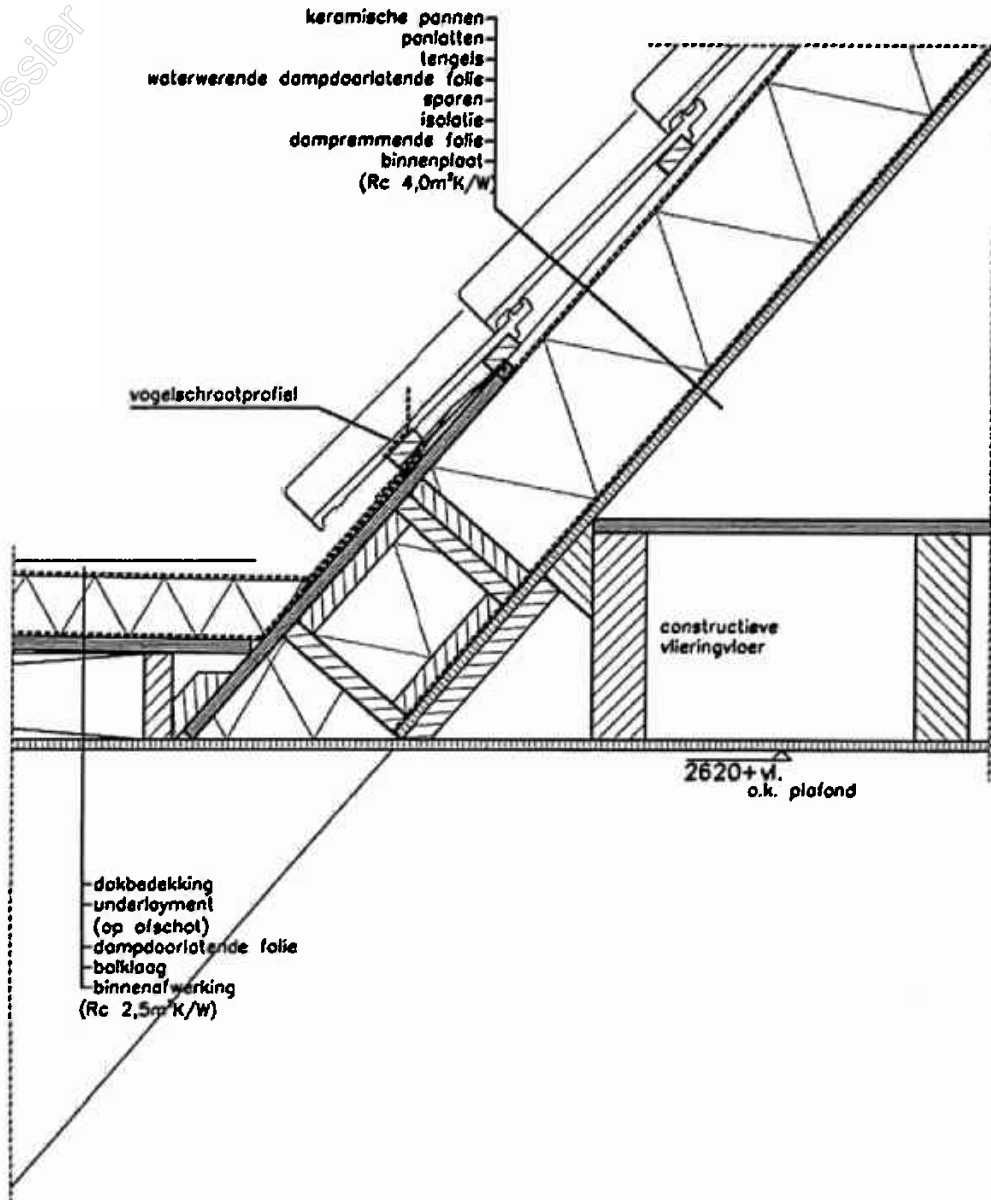 ossier
keramische pannen
panlatten
tengels
waterwerende dampdoorlatende folie
sporen
isolatie
dampremmende folie
binnenplaat
(Rc 4,0m²K/W)
vogelschrootprofiel
constructieve
vlieringvloer
2620+vl.
o.k. plafond
dakbedekking
underlayment
(op afschot)
dampdoorlatende folie
balklaag
binnenafwerking
(Rc 2,5m²K/W)